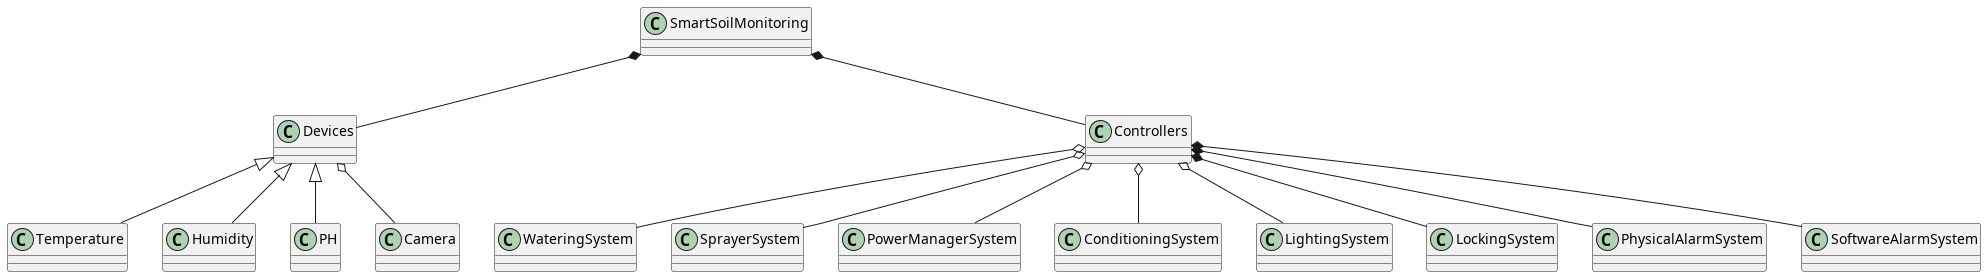 C SmartSoilMonitoring
C Devices
C Controllers
C Temperature
C Humidity
C PH
C Camera
C WateringSystem
C SprayerSystem
C PowerManagerSystem
C ConditioningSystem
C LightingSystem
C LockingSystem
C PhysicalAlarmSystem
C SoftwareAlarmSystem